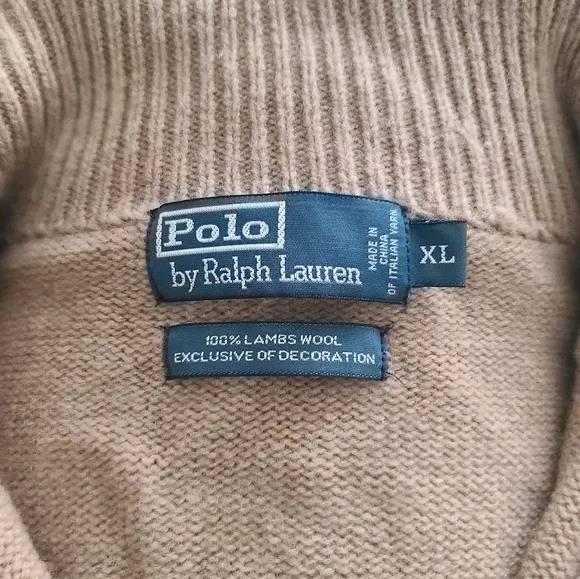 Polo
by Ralph Lauren
MADE IN
CHINA
OF ITALIAN YARN
XL
100% LAMBS WOOL
EXCLUSIVE OF DECORATION